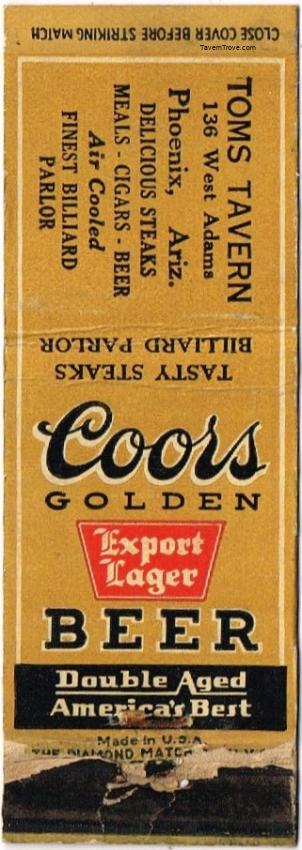 CLOSE COVER BEFORE STRIKING MATCH
TavernTrove.com
TOMS TAVERN
136 West Adams
Phoenix, Ariz.
DELICIOUS STEAKS
MEALS - CIGARS - BEER
Air Cooled
FINEST BILLIARD
PARLOR
TASTY STEAKS
BILLIARD PARLOR
Coors
GOLDEN
Export
Lager
BEER
Double Aged
America's Best
Made in U.S.A.
THE DIAMOND MATCH